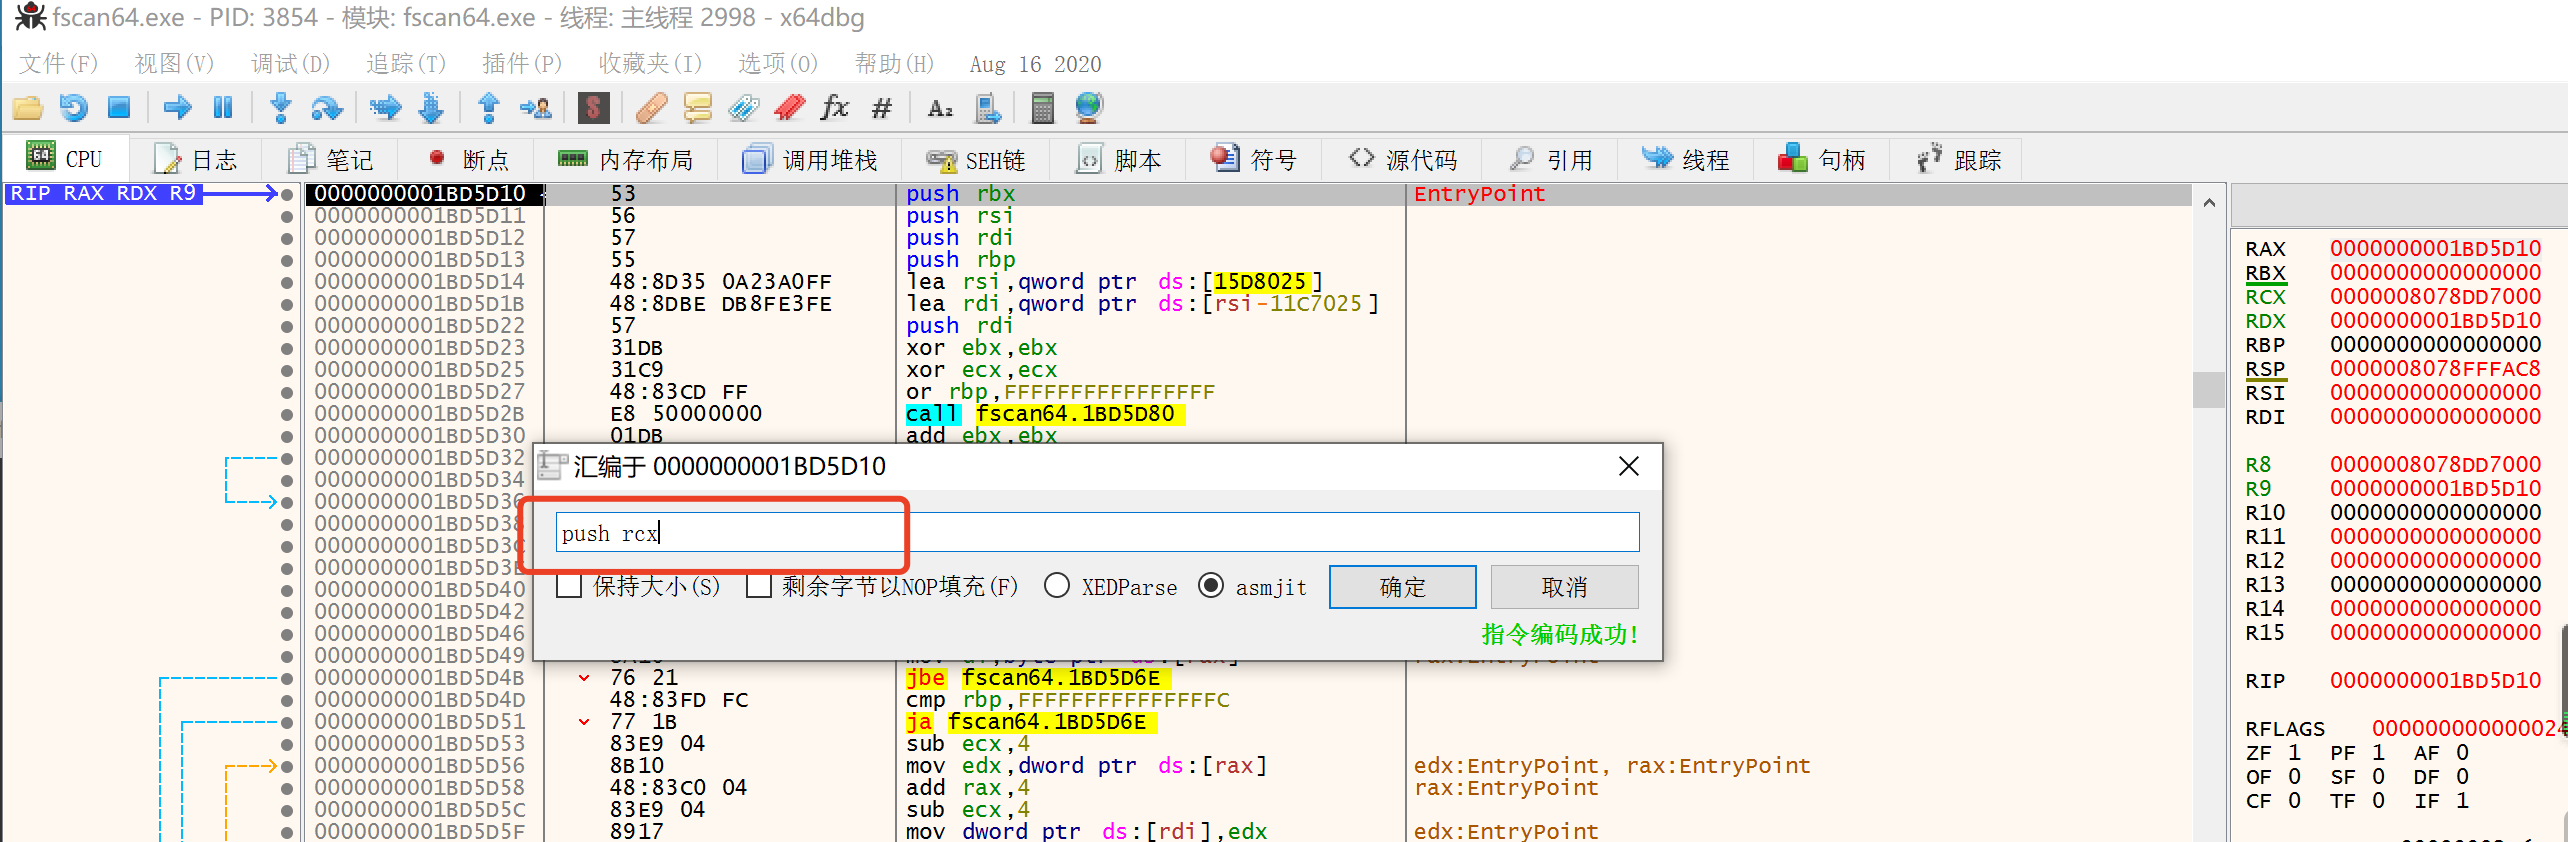 fscan64.exe - PID: 3854 - 模块: fscan64.exe - 线程: 主线程 2998 - x64dbg
文件(F) 视图(V) 调试(D) 追踪(T) 插件(P) 收藏夹(I) 选项(O) 帮助(H) Aug 16 2020
CPU 日志 笔记 断点 内存布局 调用堆栈 SEH链 脚本 符号 源代码 引用 线程 句柄 跟踪
RIP RAX RDX R9 0000000001BD5D10 53 push rbx EntryPoint
0000000001BD5D11 56 push rsi
0000000001BD5D12 57 push rdi
0000000001BD5D13 55 push rbp
0000000001BD5D14 48:8D35 0A23A0FF lea rsi,qword ptr ds:[15D8025]
0000000001BD5D1B 48:8DBE DB8FE3FE lea rdi,qword ptr ds:[rsi-11C7025]
0000000001BD5D22 57 push rdi
0000000001BD5D23 31DB xor ebx,ebx
0000000001BD5D25 31C9 xor ecx,ecx
0000000001BD5D27 48:83CD FF or rbp,FFFFFFFFFFFFFFFF
0000000001BD5D2B E8 50000000 call fscan64.1BD5D80
0000000001BD5D30 01DB add ebx,ebx
0000000001BD5D32
0000000001BD5D34
0000000001BD5D36
0000000001BD5D38
0000000001BD5D3C
0000000001BD5D3E
0000000001BD5D40
0000000001BD5D42
0000000001BD5D46
0000000001BD5D49
0000000001BD5D4B 76 21 jbe fscan64.1BD5D6E
0000000001BD5D4D 48:83FD FC cmp rbp,FFFFFFFFFFFFFFFC
0000000001BD5D51 77 1B ja fscan64.1BD5D6E
0000000001BD5D53 83E9 04 sub ecx,4
0000000001BD5D56 8B10 mov edx,dword ptr ds:[rax] edx:EntryPoint, rax:EntryPoint
0000000001BD5D58 48:83C0 04 add rax,4 rax:EntryPoint
0000000001BD5D5C 83E9 04 sub ecx,4
0000000001BD5D5F 8917 mov dword ptr ds:[rdi],edx edx:EntryPoint
汇编于 0000000001BD5D10
push rcx
保持大小(S) 剩余字节以NOP填充(F) XEDParse asmjit 确定 取消
指令编码成功!
RAX 0000000001BD5D10
RBX 0000000000000000
RCX 0000008078DD7000
RDX 0000000001BD5D10
RBP 0000000000000000
RSP 0000008078FFFAC8
RSI 0000000000000000
RDI 0000000000000000
R8 0000008078DD7000
R9 0000000001BD5D10
R10 0000000000000000
R11 0000000000000000
R12 0000000000000000
R13 0000000000000000
R14 0000000000000000
R15 0000000000000000
RIP 0000000001BD5D10
RFLAGS 000000000000024
ZF 1 PF 1 AF 0
OF 0 SF 0 DF 0
CF 0 TF 0 IF 1